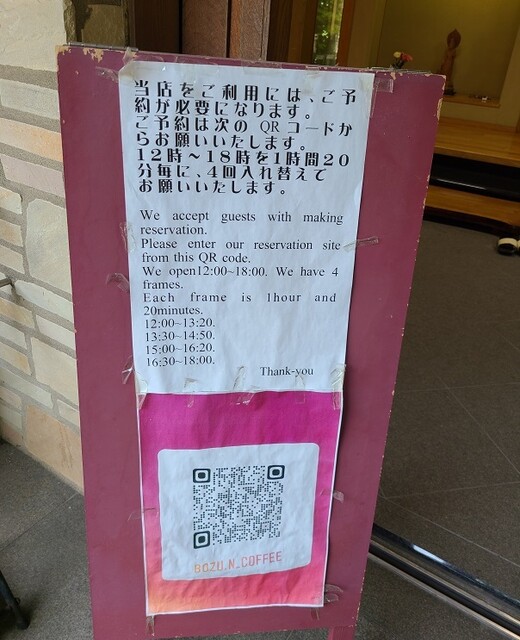 当店をご利用には、ご予
約が必要になります。
ご予約は次の QRコードか
らお願いいたします。
12時～18時を1時間20
分毎に、4回入れ替えて
お願いいたします。
We accept guests with making
reservation.
Please enter our reservation site
from this QR code.
We open12:00~18:00. We have 4
frames.
Each frame is 1hour and
20minutes.
12:00~13:20.
13:30~14:50.
15:00~16:20.
16:30~18:00.
Thank-you
BOZU_N_COFFEE